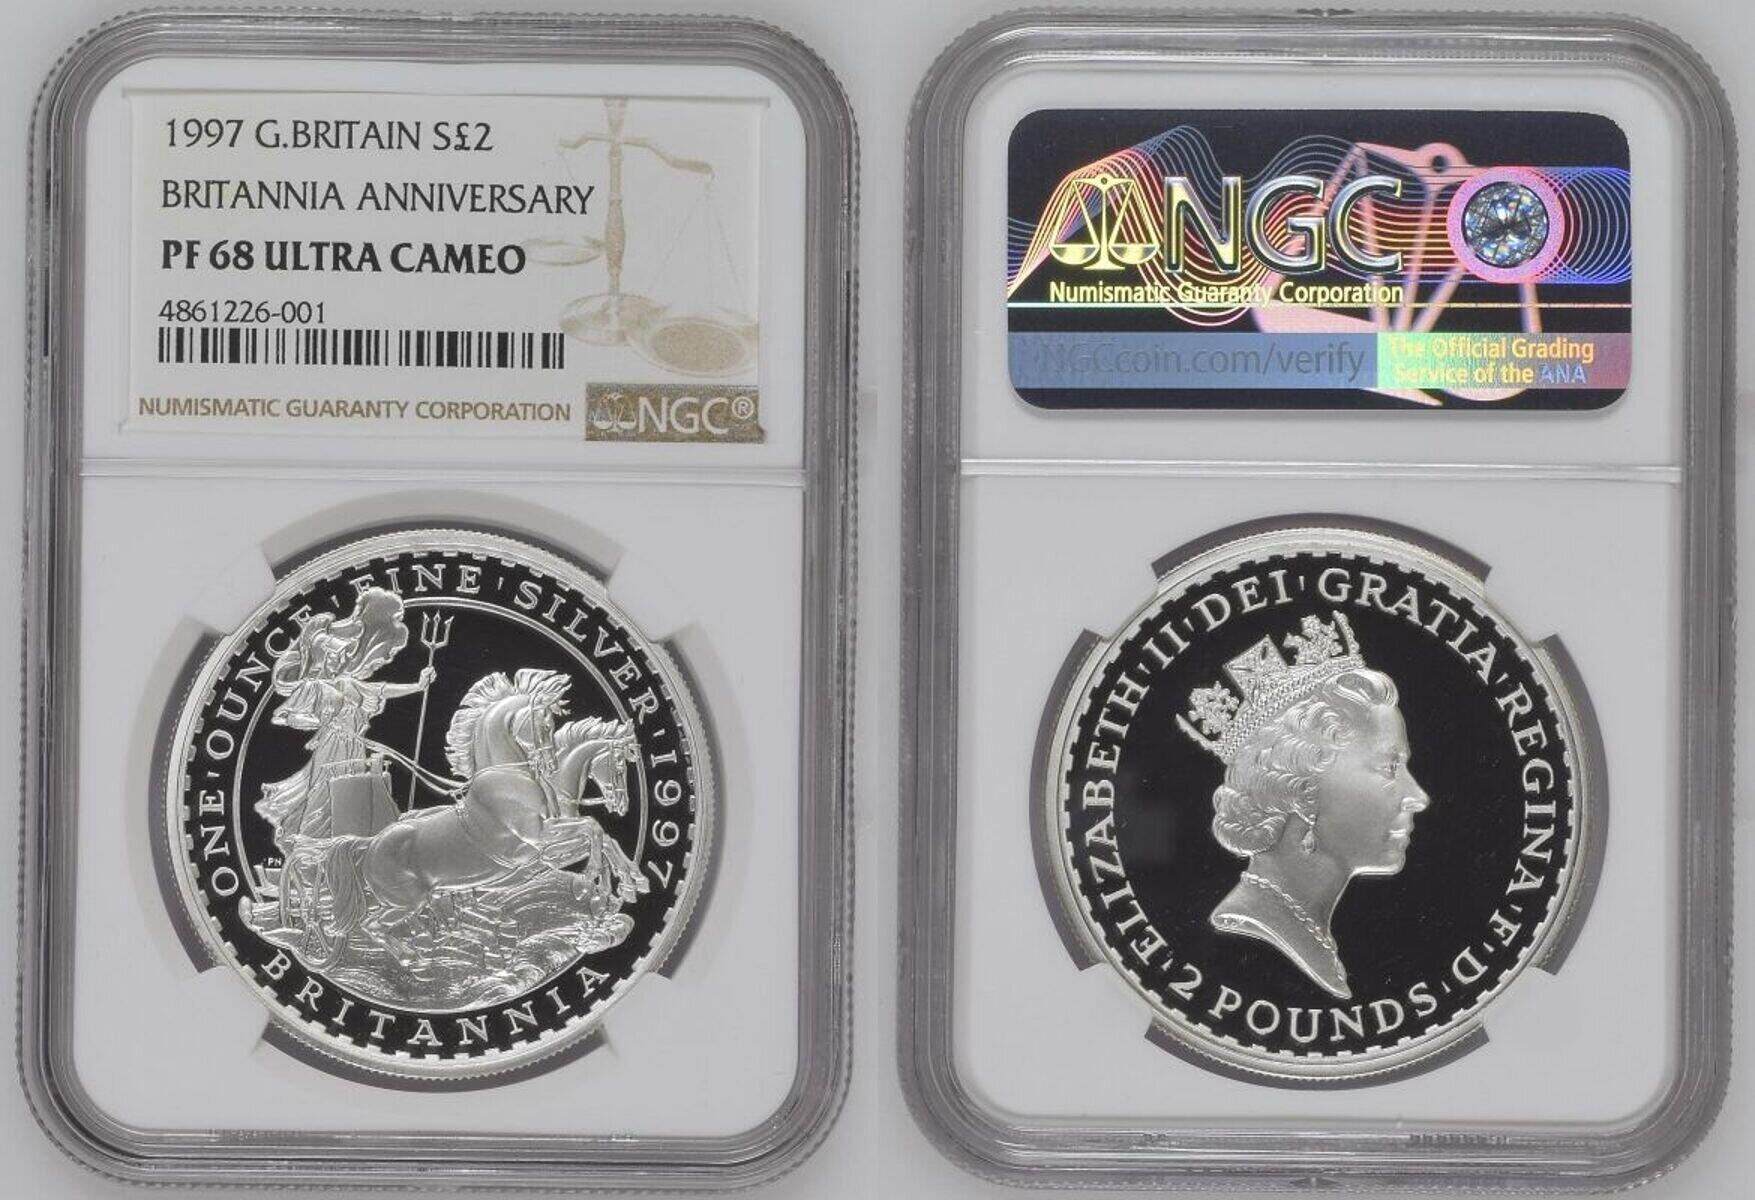 1997 G.BRITAIN S£2
BRITANNIA ANNIVERSARY
PF 68 ULTRA CAMEO
4861226-001
NUMISMATIC GUARANTY CORPORATION
NGC®
ONE·OUNCE·FINE·SILVER·1997
BRITANNIA
PN
NGC
Numismatic Guaranty Corporation
NGCcoin.com/verify
The Official Grading
Service of the ANA
ELIZABETH·II·DEI·GRATIA·REGINA·F·D·
2 POUNDS